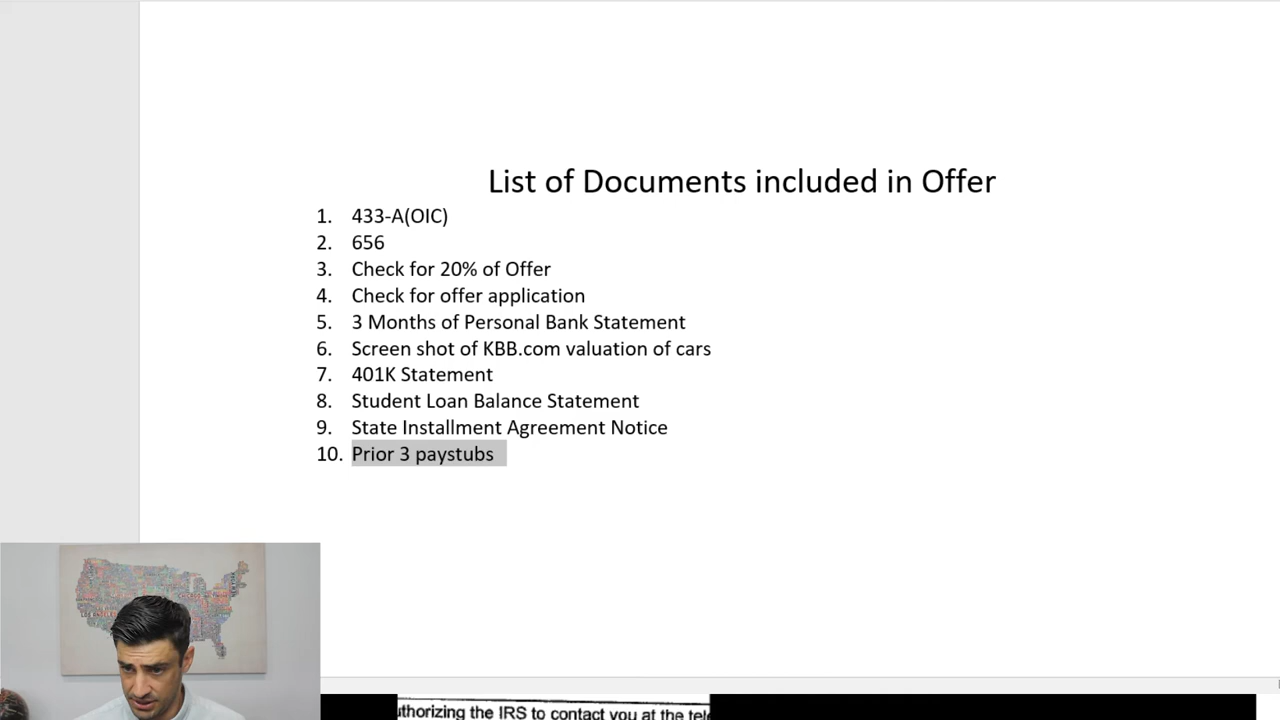 List of Documents included in Offer
1. 433-A(OIC)
2. 656
3. Check for 20% of Offer
4. Check for offer application
5. 3 Months of Personal Bank Statement
6. Screen shot of KBB.com valuation of cars
7. 401K Statement
8. Student Loan Balance Statement
9. State Installment Agreement Notice
10. Prior 3 paystubs
the IRS to contact you at the